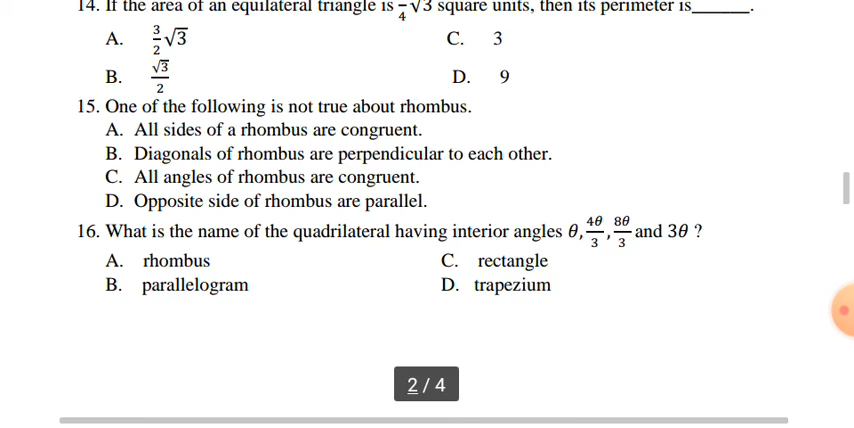 14. If the area of an equilateral triangle is –/4 √3 square units, then its perimeter is______.
A. 3/2 √3 C. 3
B. √3/2 D. 9
15. One of the following is not true about rhombus.
A. All sides of a rhombus are congruent.
B. Diagonals of rhombus are perpendicular to each other.
C. All angles of rhombus are congruent.
D. Opposite side of rhombus are parallel.
16. What is the name of the quadrilateral having interior angles θ, 4θ/3, 8θ/3 and 3θ ?
A. rhombus C. rectangle
B. parallelogram D. trapezium
2 / 4